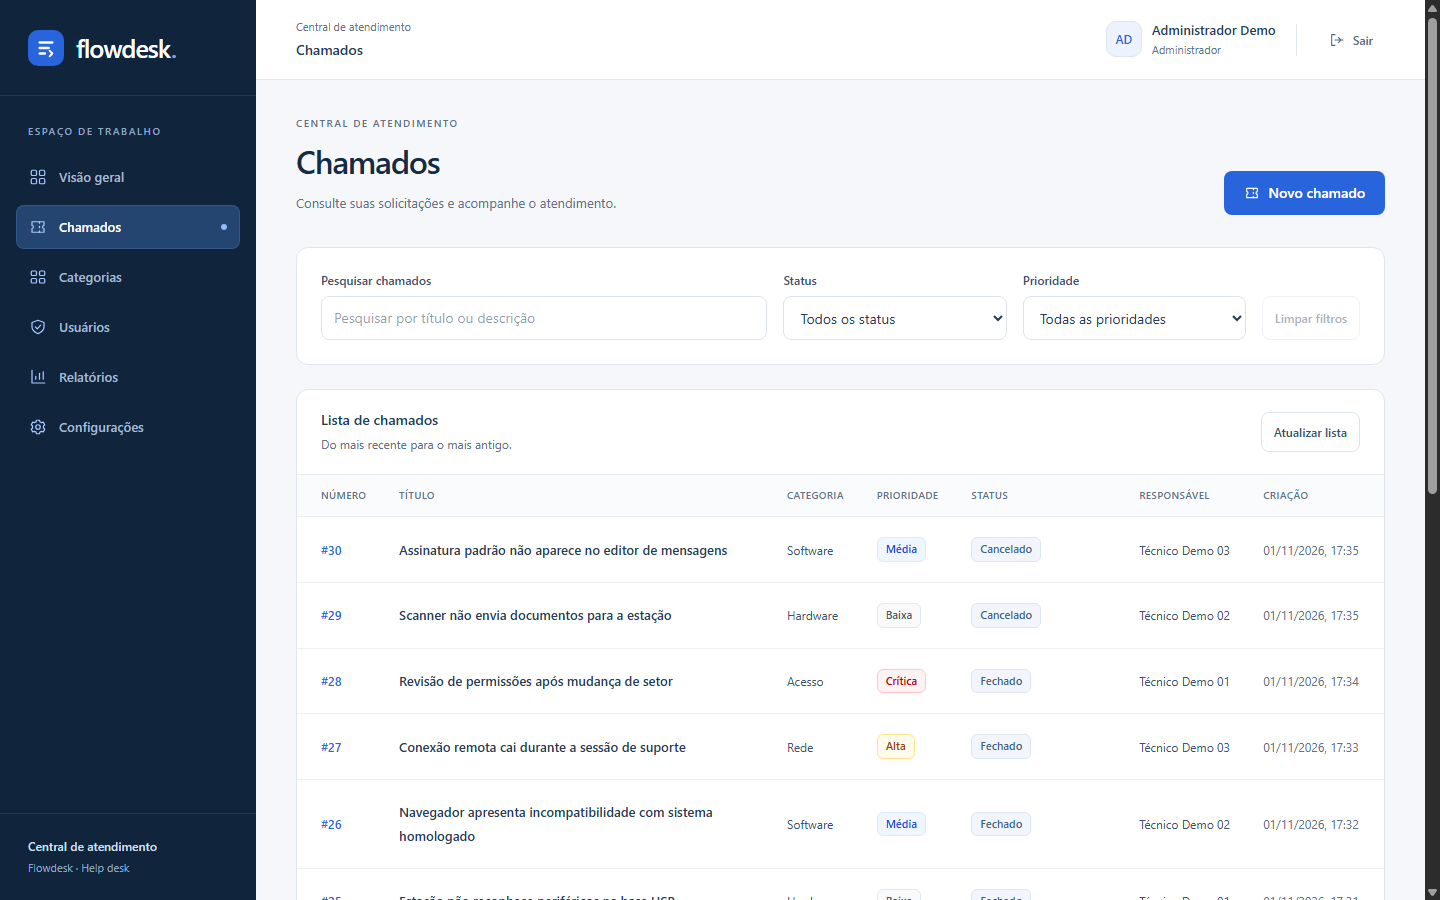 flowdesk.
ESPAÇO DE TRABALHO
Visão geral
Chamados
Categorias
Usuários
Relatórios
Configurações
Central de atendimento
Flowdesk · Help desk
Central de atendimento
Chamados
AD
Administrador Demo
Administrador
Sair
CENTRAL DE ATENDIMENTO
Chamados
Consulte suas solicitações e acompanhe o atendimento.
Novo chamado
Pesquisar chamados
Status
Prioridade
Pesquisar por título ou descrição
Todos os status
Todas as prioridades
Limpar filtros
Lista de chamados
Do mais recente para o mais antigo.
Atualizar lista
NÚMERO TÍTULO CATEGORIA PRIORIDADE STATUS RESPONSÁVEL CRIAÇÃO
#30 Assinatura padrão não aparece no editor de mensagens Software Média Cancelado Técnico Demo 03 01/11/2026, 17:35
#29 Scanner não envia documentos para a estação Hardware Baixa Cancelado Técnico Demo 02 01/11/2026, 17:35
#28 Revisão de permissões após mudança de setor Acesso Crítica Fechado Técnico Demo 01 01/11/2026, 17:34
#27 Conexão remota cai durante a sessão de suporte Rede Alta Fechado Técnico Demo 03 01/11/2026, 17:33
#26 Navegador apresenta incompatibilidade com sistema homologado Software Média Fechado Técnico Demo 02 01/11/2026, 17:32